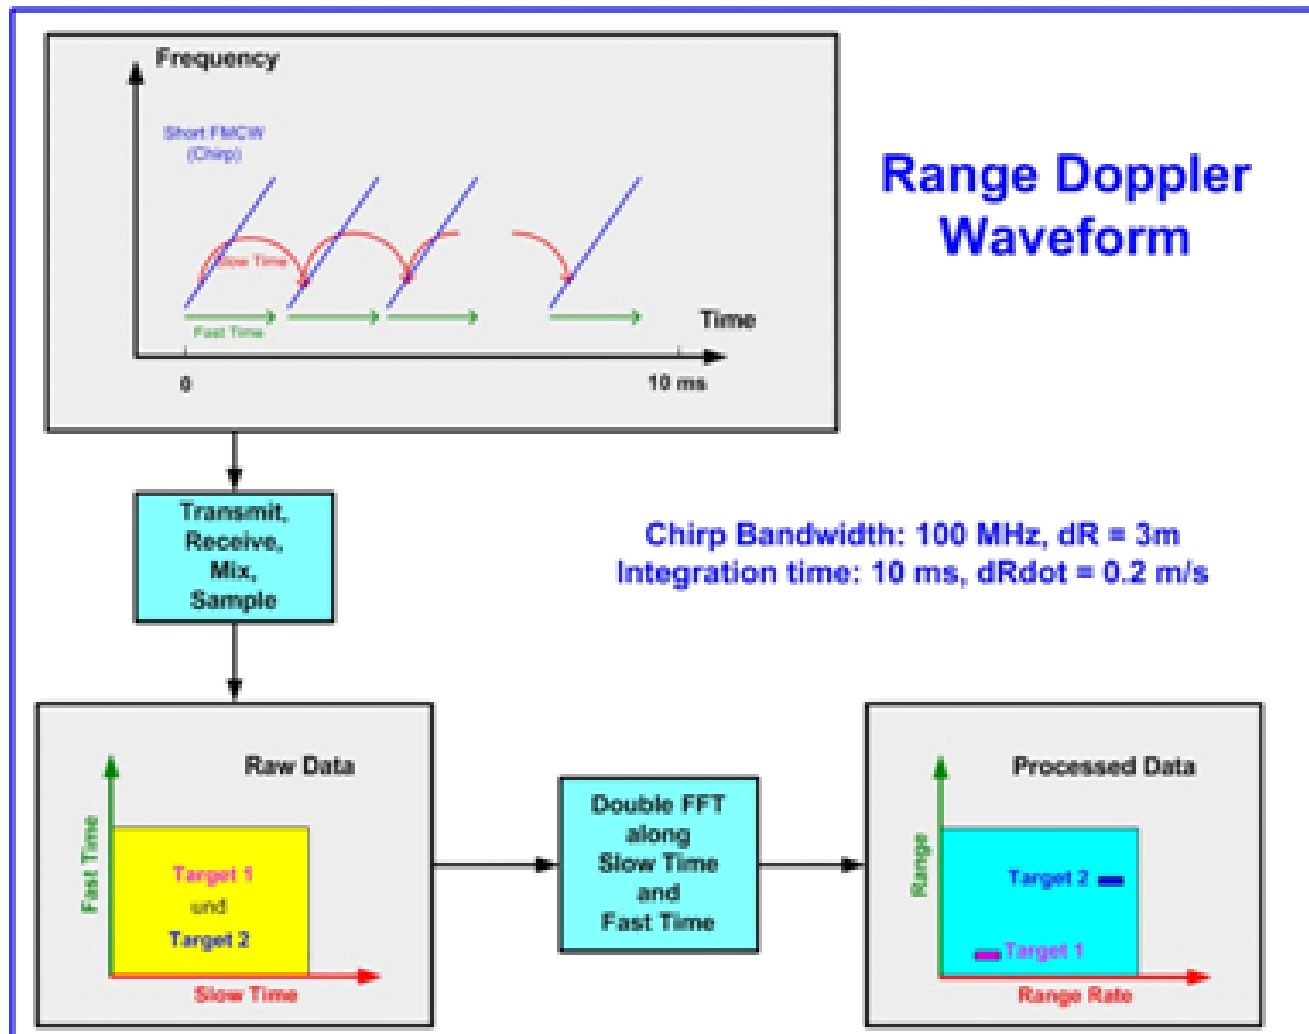 Frequency
Short FMCW
(Chirp)
Slow Time
Fast Time
Time
0
10 ms
Range Doppler
Waveform
Transmit,
Receive,
Mix,
Sample
Chirp Bandwidth: 100 MHz, dR = 3m
Integration time: 10 ms, dRdot = 0.2 m/s
Raw Data
Fast Time
Target 1
und
Target 2
Slow Time
Double FFT
along
Slow Time
and
Fast Time
Processed Data
Range
Target 2
Target 1
Range Rate